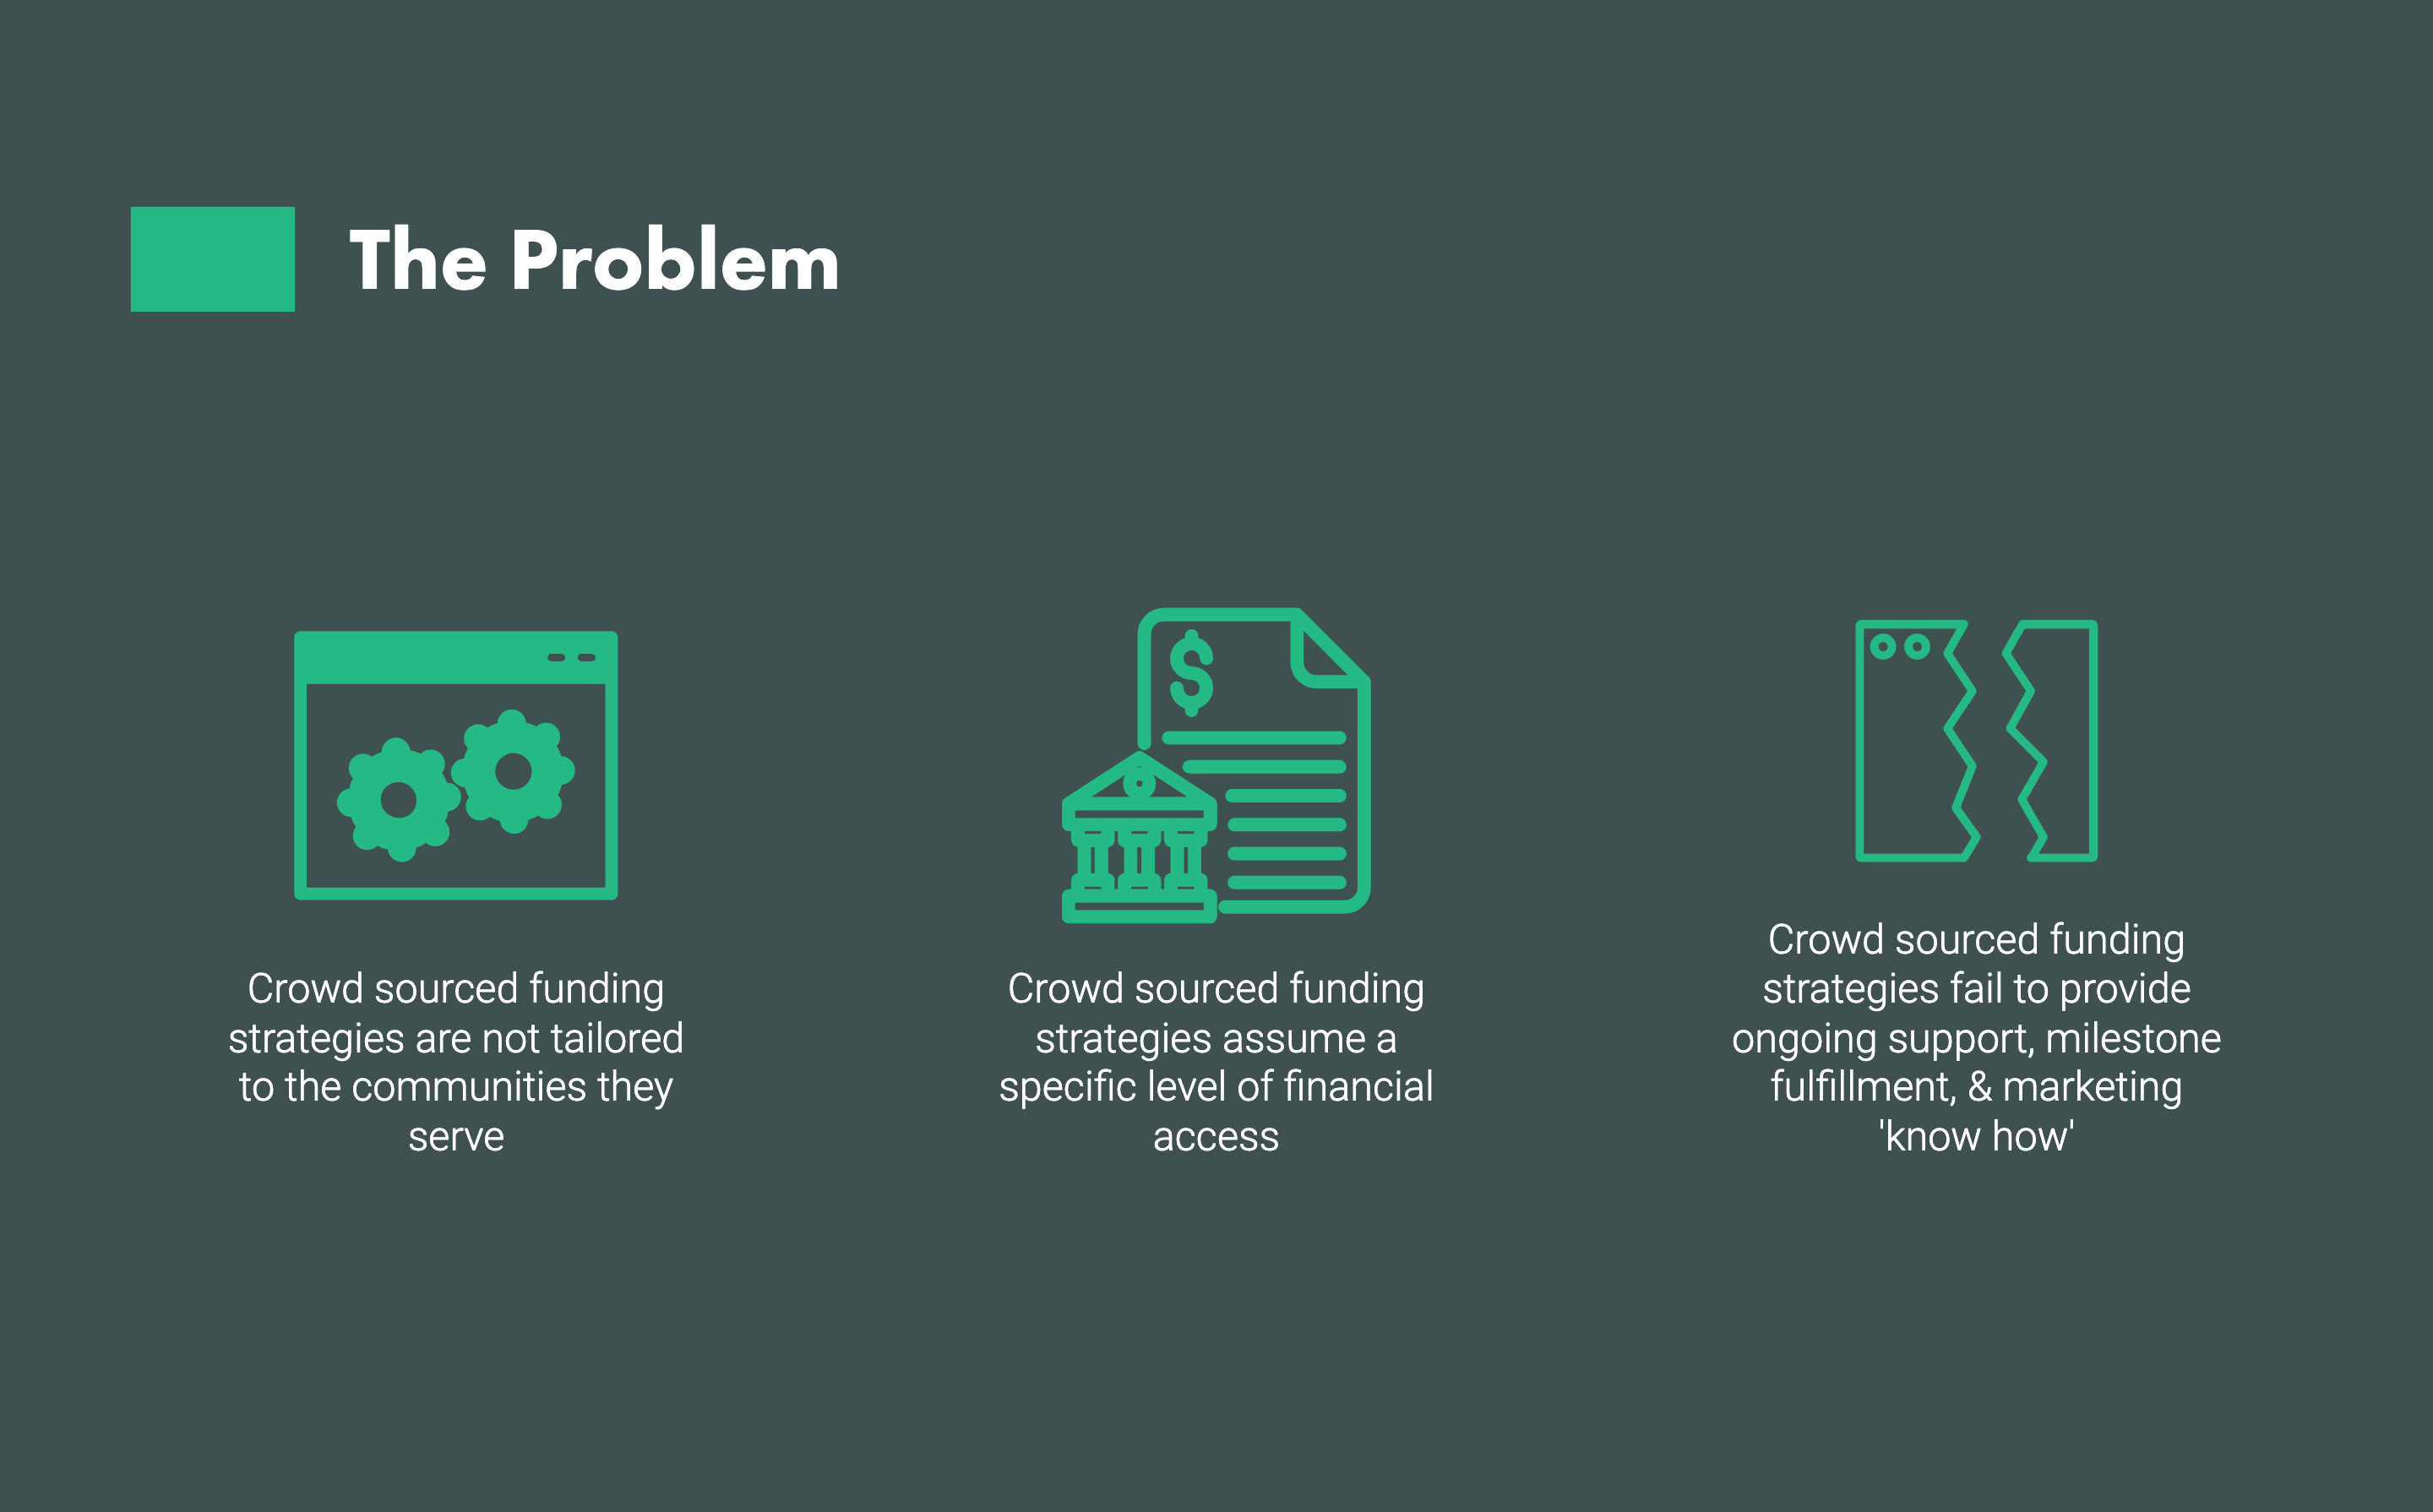 The Problem
$
Crowd sourced funding
strategies are not tailored
to the communities they
serve
Crowd sourced funding
strategies assume a
specific level of financial
access
Crowd sourced funding
strategies fail to provide
ongoing support, milestone
fulfillment, & marketing
'know how'